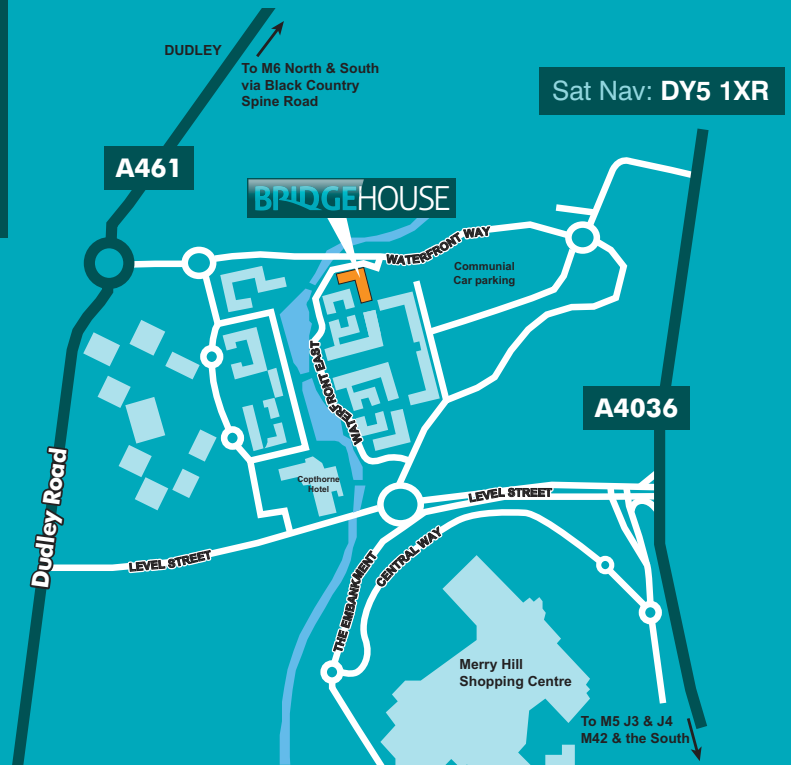 DUDLEY
To M6 North & South
via Black Country
Spine Road
Sat Nav: DY5 1XR
A461
BRIDGEHOUSE
WATERFRONT WAY
Communial
Car parking
WATERFRONT EAST
A4036
Dudley Road
Copthorne
Hotel
LEVEL STREET
LEVEL STREET
THE EMBANKMENT
CENTRAL WAY
Merry Hill
Shopping Centre
To M5 J3 & J4
M42 & the South